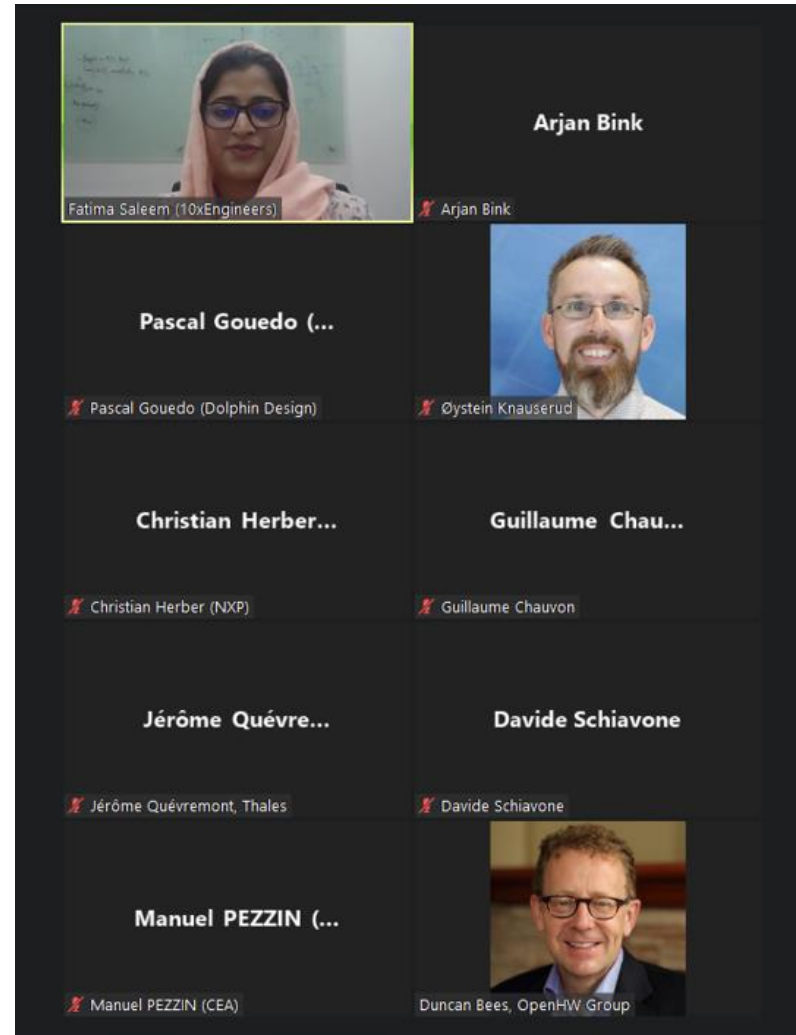 Fatima Saleem (10xEngineers)
Arjan Bink
Arjan Bink
Pascal Gouedo (...
Pascal Gouedo (Dolphin Design)
Øystein Knauserud
Christian Herber...
Christian Herber (NXP)
Guillaume Chau...
Guillaume Chauvon
Jérôme Quévre...
Jérôme Quévremont, Thales
Davide Schiavone
Davide Schiavone
Manuel PEZZIN (...
Manuel PEZZIN (CEA)
Duncan Bees, OpenHW Group